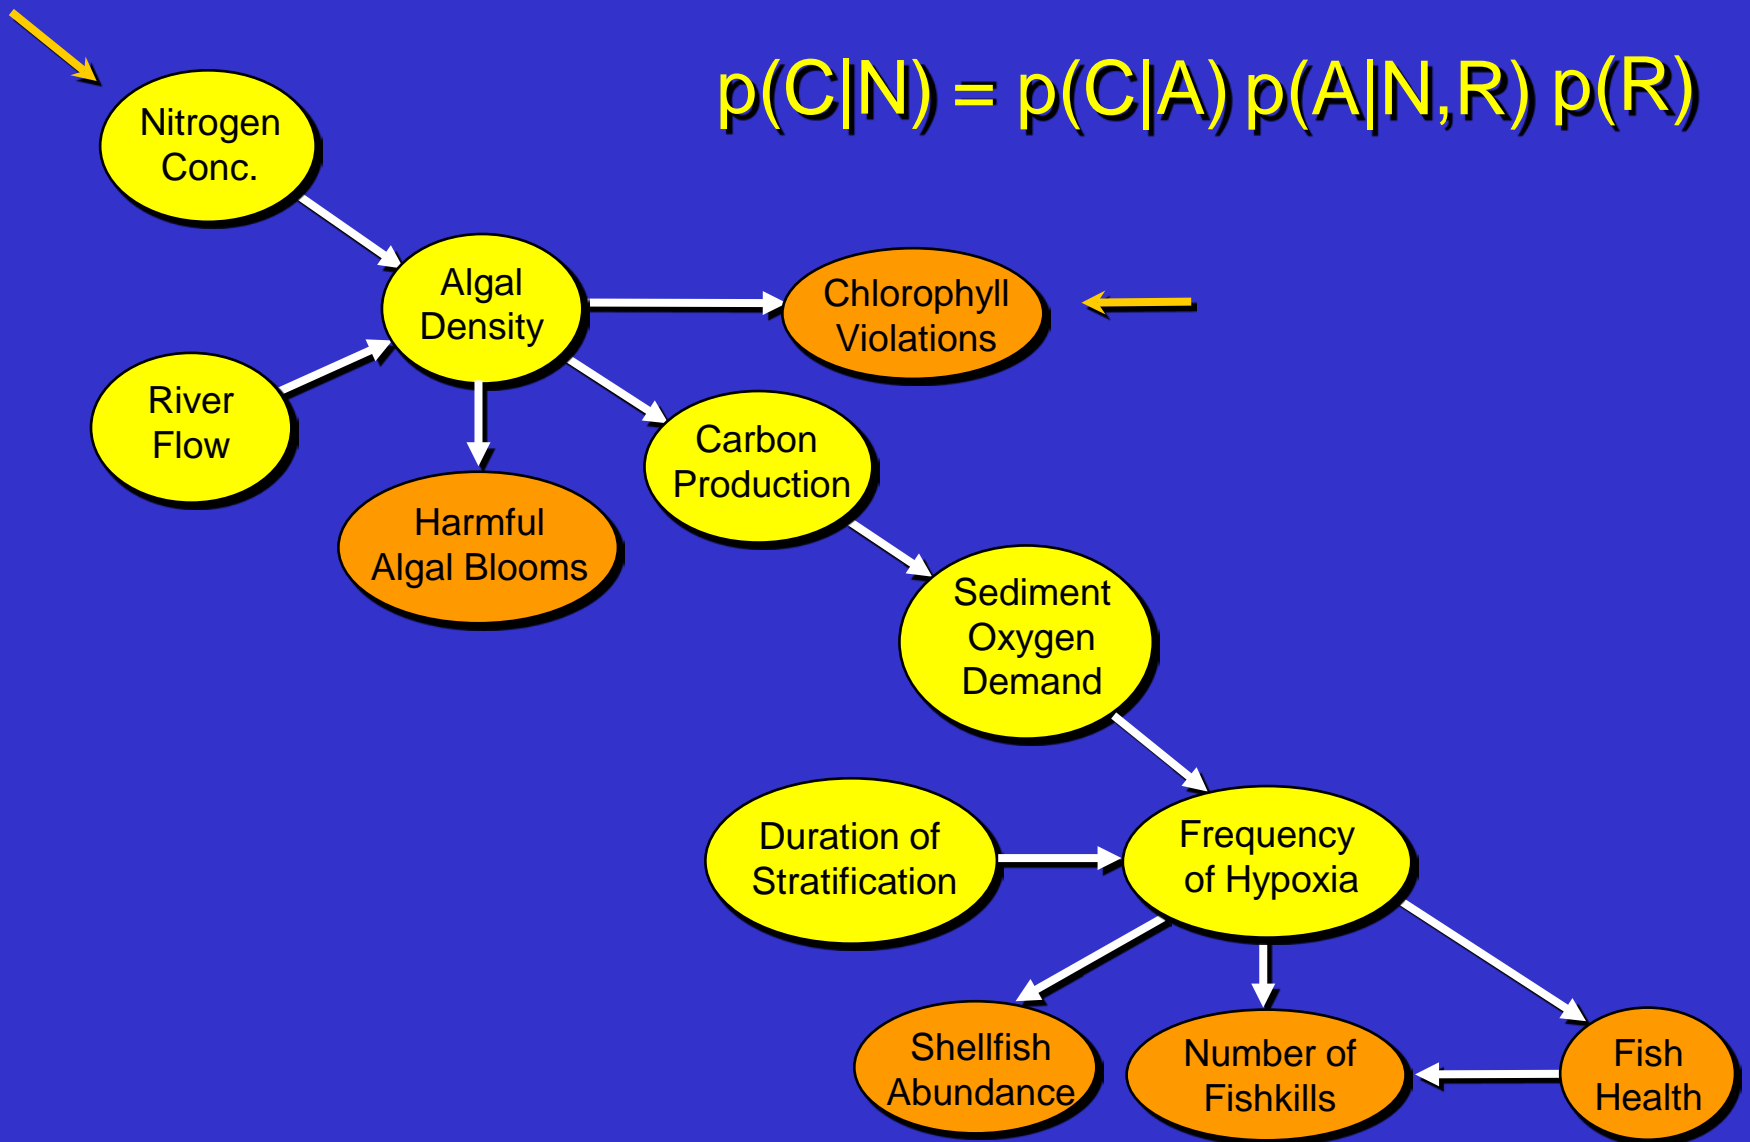 p(C|N) = p(C|A) p(A|N,R) p(R)
Nitrogen
Conc.
Algal
Density
Chlorophyll
Violations
River
Flow
Carbon
Production
Harmful
Algal Blooms
Sediment
Oxygen
Demand
Duration of
Stratification
Frequency
of Hypoxia
Shellfish
Abundance
Number of
Fishkills
Fish
Health